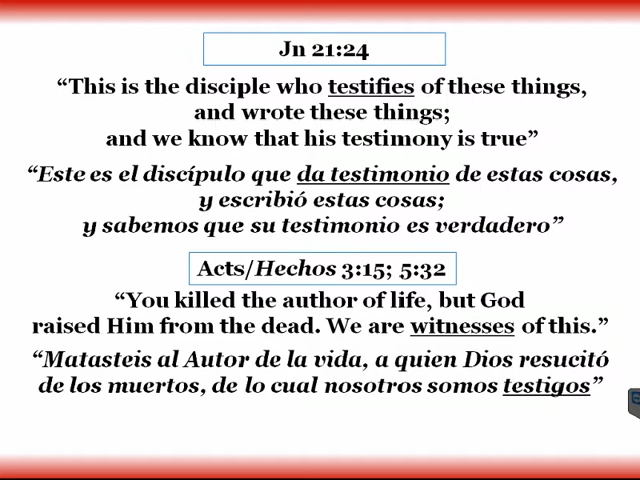 Jn 21:24
“This is the disciple who testifies of these things,
and wrote these things;
and we know that his testimony is true”
“Este es el discípulo que da testimonio de estas cosas,
y escribió estas cosas;
y sabemos que su testimonio es verdadero”
Acts/Hechos 3:15; 5:32
“You killed the author of life, but God
raised Him from the dead. We are witnesses of this.”
“Matasteis al Autor de la vida, a quien Dios resucitó
de los muertos, de lo cual nosotros somos testigos”